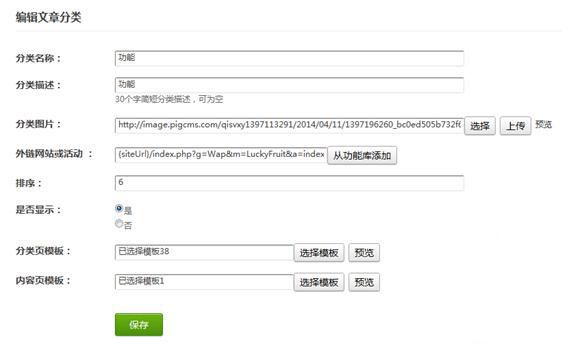 编辑文章分类
分类名称： 功能
分类描述： 功能
30个字简短分类描述，可为空
分类图片： http://image.pigcms.com/qisvxy1397113291/2014/04/11/1397196260_bc0ed505b732f6 选择 上传 预览
外链网站或活动 ： {siteUrl}/index.php?g=Wap&m=LuckyFruit&a=index 从功能库添加
排序： 6
是否显示： 是
否
分类页模板： 已选择模板38 选择模板 预览
内容页模板： 已选择模板1 选择模板 预览
保存